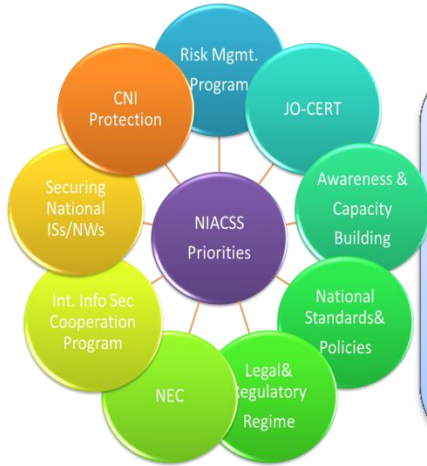 Risk Mgmt.
Program
JO-CERT
Awareness &
Capacity
Building
National
Standards&
Policies
Legal&
Regulatory
Regime
NEC
Int. Info Sec
Cooperation
Program
Securing
National
ISs/NWs
CNI
Protection
NIACSS
Priorities